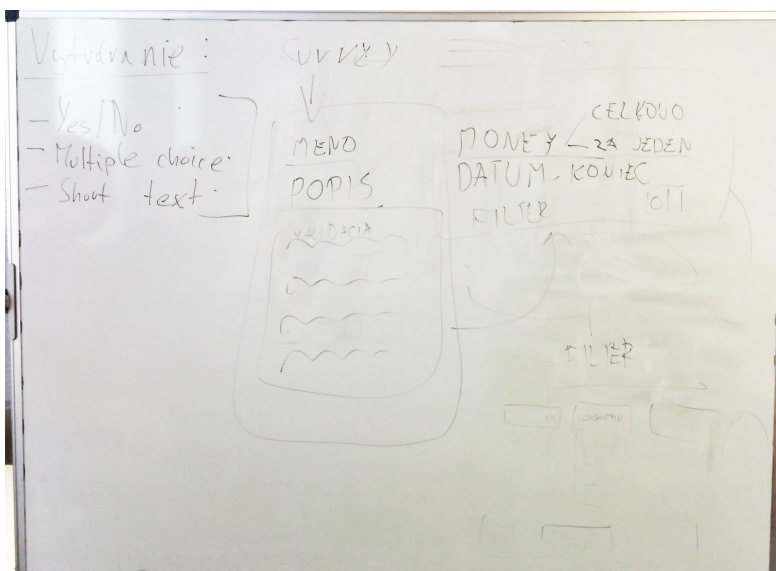 Vytváranie:
- Yes/No
- Multiple choice
- Short text
SURVEY
MENO
POPIS
VALIDACIA
CELKOVO
MONEY - ZA JEDEN
DATUM - KONIEC
FILTER
FILTER